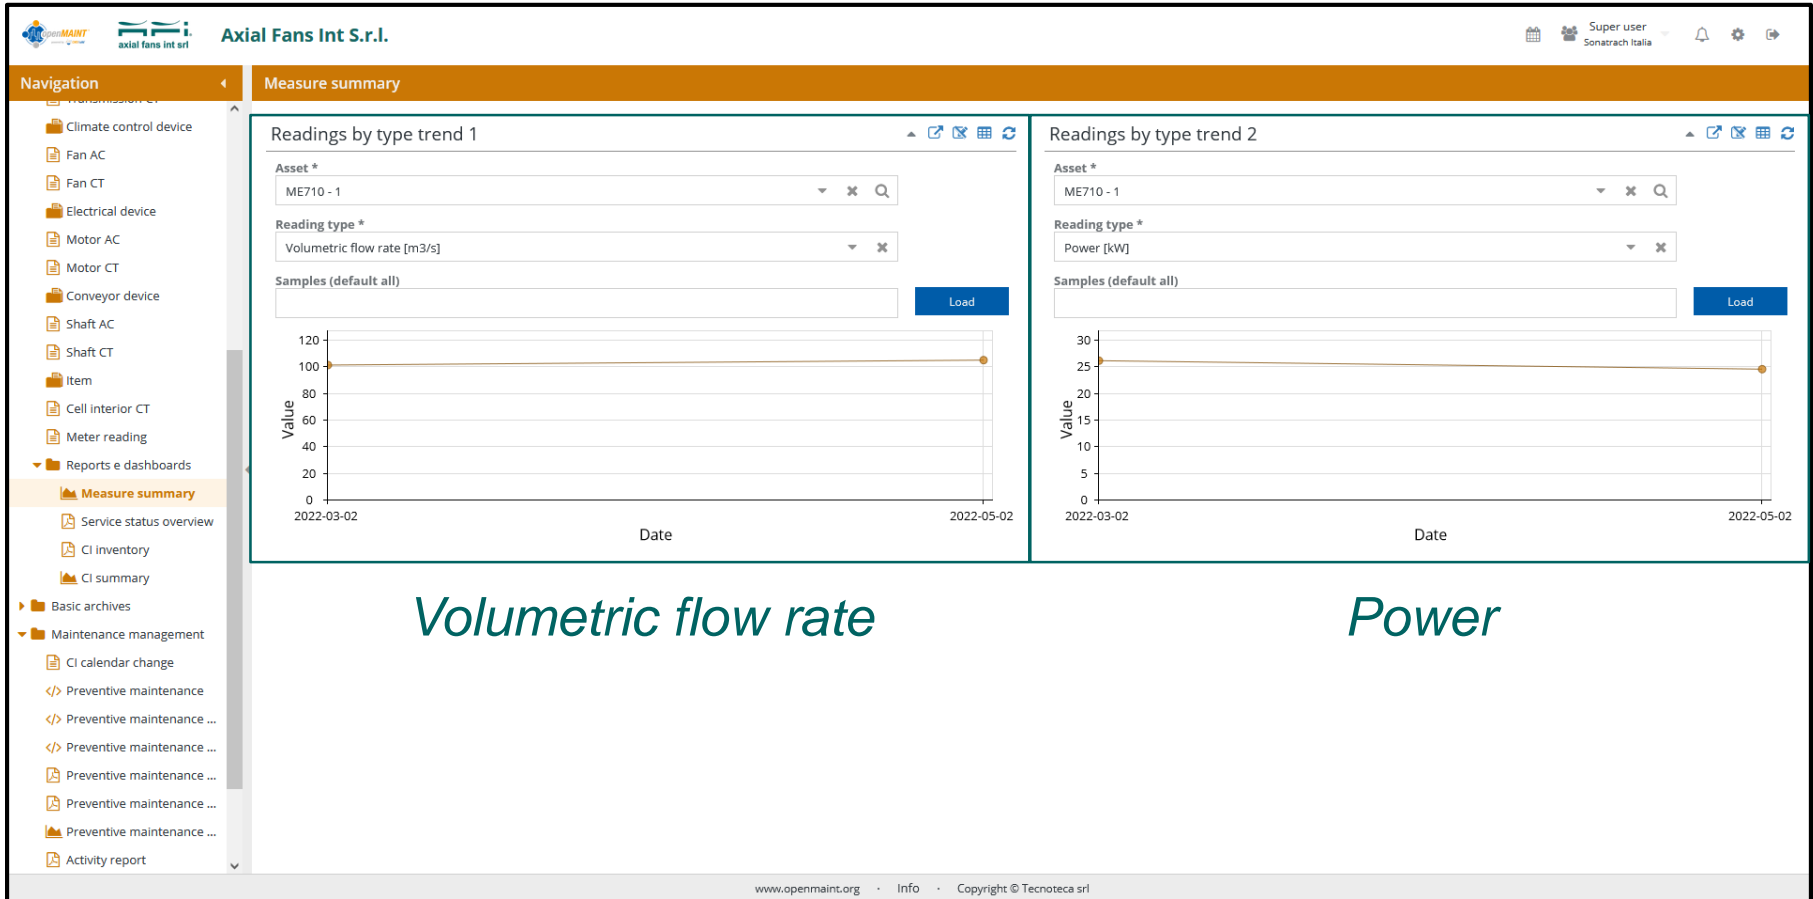 openMAINT
axial fans int srl
Axial Fans Int S.r.l.
Super user
Sonatrach Italia
Navigation
Measure summary
Transmission CT
Climate control device
Fan AC
Fan CT
Electrical device
Motor AC
Motor CT
Conveyor device
Shaft AC
Shaft CT
Item
Cell interior CT
Meter reading
Reports e dashboards
Measure summary
Service status overview
CI inventory
CI summary
Basic archives
Maintenance management
CI calendar change
Preventive maintenance
Preventive maintenance ...
Preventive maintenance ...
Preventive maintenance ...
Preventive maintenance ...
Preventive maintenance ...
Activity report
Readings by type trend 1
Asset *
ME710 - 1
Reading type *
Volumetric flow rate [m3/s]
Samples (default all)
Load
120
100
80
60
40
20
0
Value
2022-03-02
2022-05-02
Date
Readings by type trend 2
Asset *
ME710 - 1
Reading type *
Power [kW]
Samples (default all)
Load
30
25
20
15
10
5
0
Value
2022-03-02
2022-05-02
Date
Volumetric flow rate
Power
www.openmaint.org · Info · Copyright © Tecnoteca srl